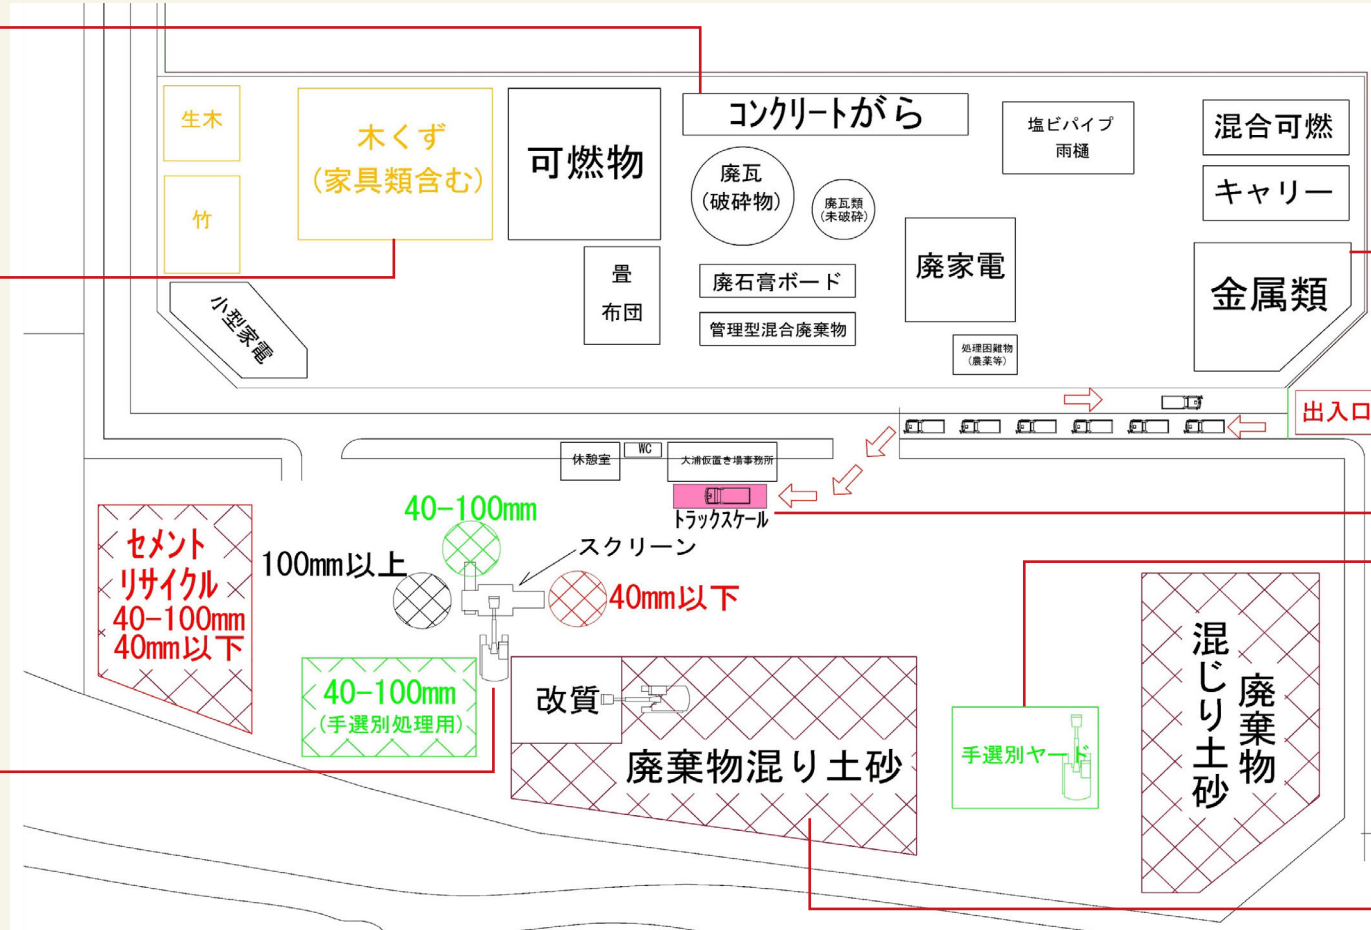 生木
竹
木くず
(家具類含む)
可燃物
コンクリートがら
塩ビパイプ
雨樋
混合可燃
キャリー
廃瓦
(破砕物)
廃瓦類
(未破砕)
小型家電
畳
布団
廃石膏ボード
管理型混合廃棄物
廃家電
処理困難物
(農薬等)
金属類
出入口
休憩室
WC
大浦仮置き場事務所
トラックスケール
セメント
リサイクル
40-100mm
40mm以下
40-100mm
100mm以上
スクリーン
40mm以下
40-100mm
(手選別処理用)
改質
廃棄物混り土砂
手選別ヤード
廃棄物
混じり土砂